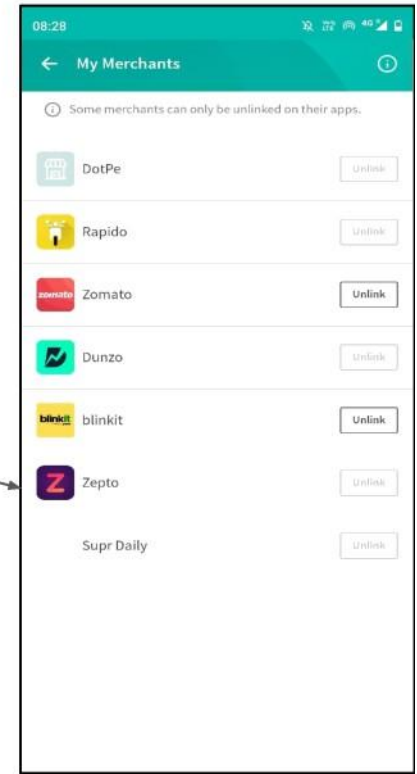 08:28
4G
My Merchants
Some merchants can only be unlinked on their apps.
DotPe Unlink
Rapido Unlink
zomato Zomato Unlink
Dunzo Unlink
blinkit blinkit Unlink
Z Zepto Unlink
Supr Daily Unlink